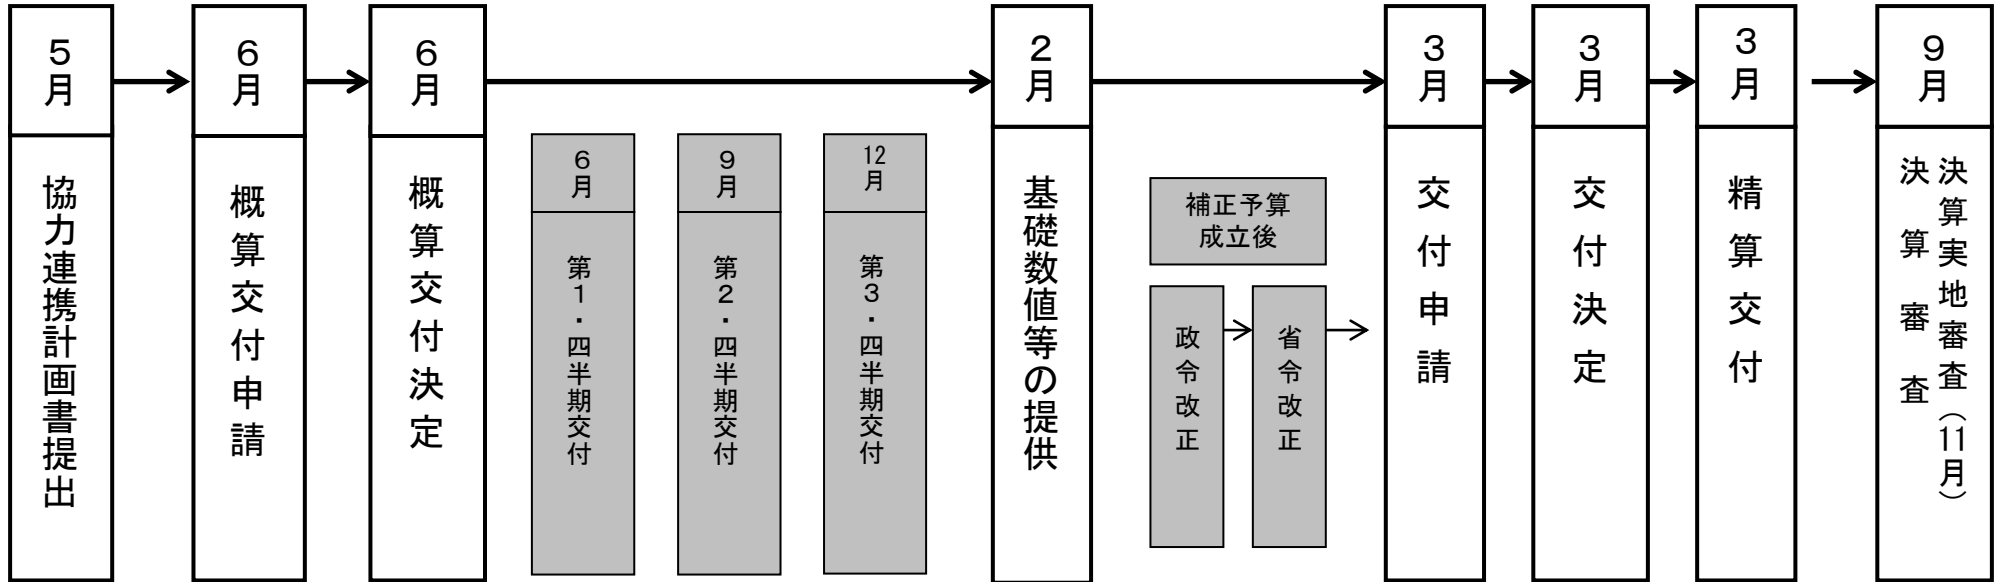 ５月
協力連携計画書提出
６月
概算交付申請
６月
概算交付決定
６月
第１・四半期交付
９月
第２・四半期交付
12月
第３・四半期交付
２月
基礎数値等の提供
補正予算
成立後
政令改正
省令改正
３月
交付申請
３月
交付決定
３月
精算交付
９月
決算実地審査（11月）
決算審査